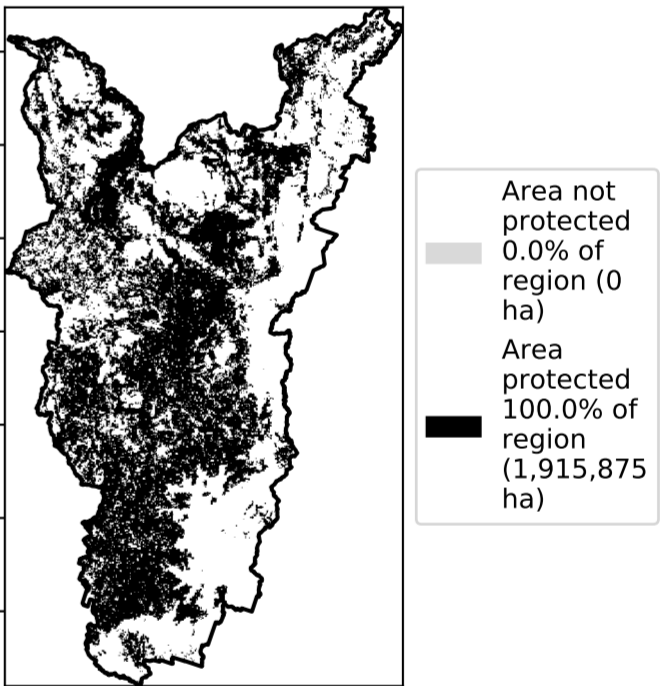 Area not
protected
0.0% of
region (0
ha)
Area
protected
100.0% of
region
(1,915,875
ha)